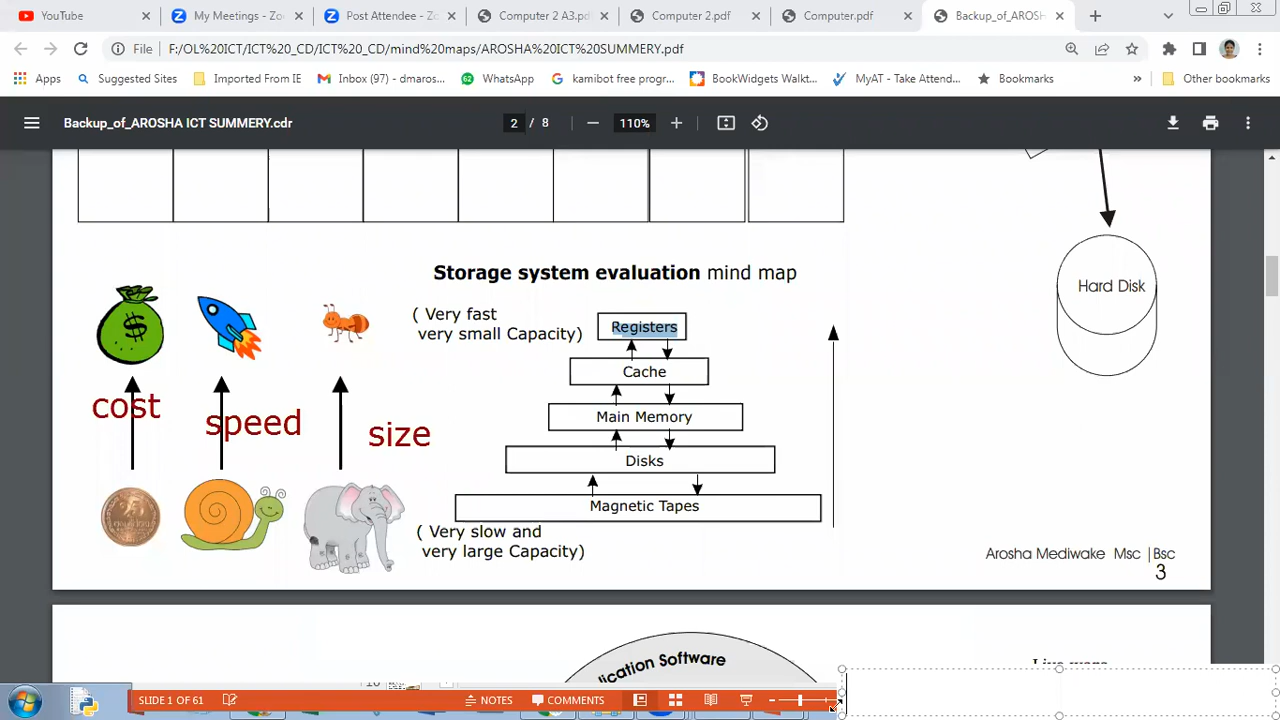 YouTube
My Meetings - Zo
Post Attendee - Zo
Computer 2 A3.pdf
Computer 2.pdf
Computer.pdf
Backup_of_AROSH
File
F:/OL%20ICT/ICT%20_CD/ICT%20_CD/mind%20maps/AROSHA%20ICT%20SUMMERY.pdf
Apps
Suggested Sites
Imported From IE
Inbox (97) - dmaros...
62
WhatsApp
kamibot free progr...
BookWidgets Walkt...
MyAT - Take Attend...
Bookmarks
»
Other bookmarks
Backup_of_AROSHA ICT SUMMERY.cdr
2 / 8
110%
Storage system evaluation mind map
Hard Disk
( Very fast
very small Capacity)
Registers
Cache
cost
speed
size
Main Memory
Disks
Magnetic Tapes
( Very slow and
very large Capacity)
Arosha Mediwake Msc |Bsc
3
lication Software
SLIDE 1 OF 61
NOTES
COMMENTS